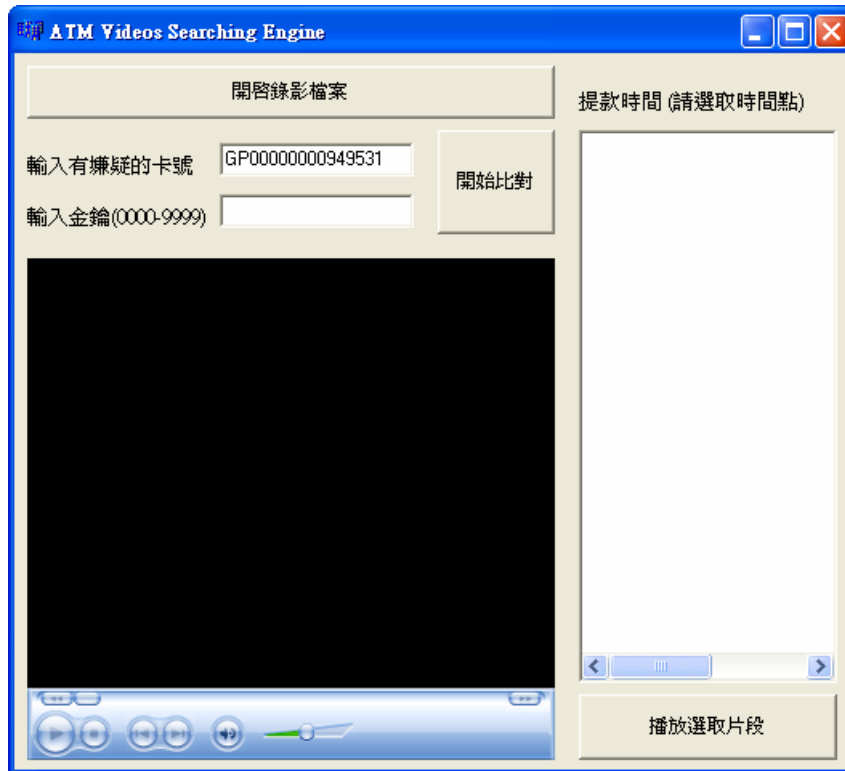 ATM Videos Searching Engine
開啓錄影檔案
輸入有嫌疑的卡號
GP00000000949531
輸入金鑰(0000-9999)
開始比對
提款時間 (請選取時間點)
播放選取片段